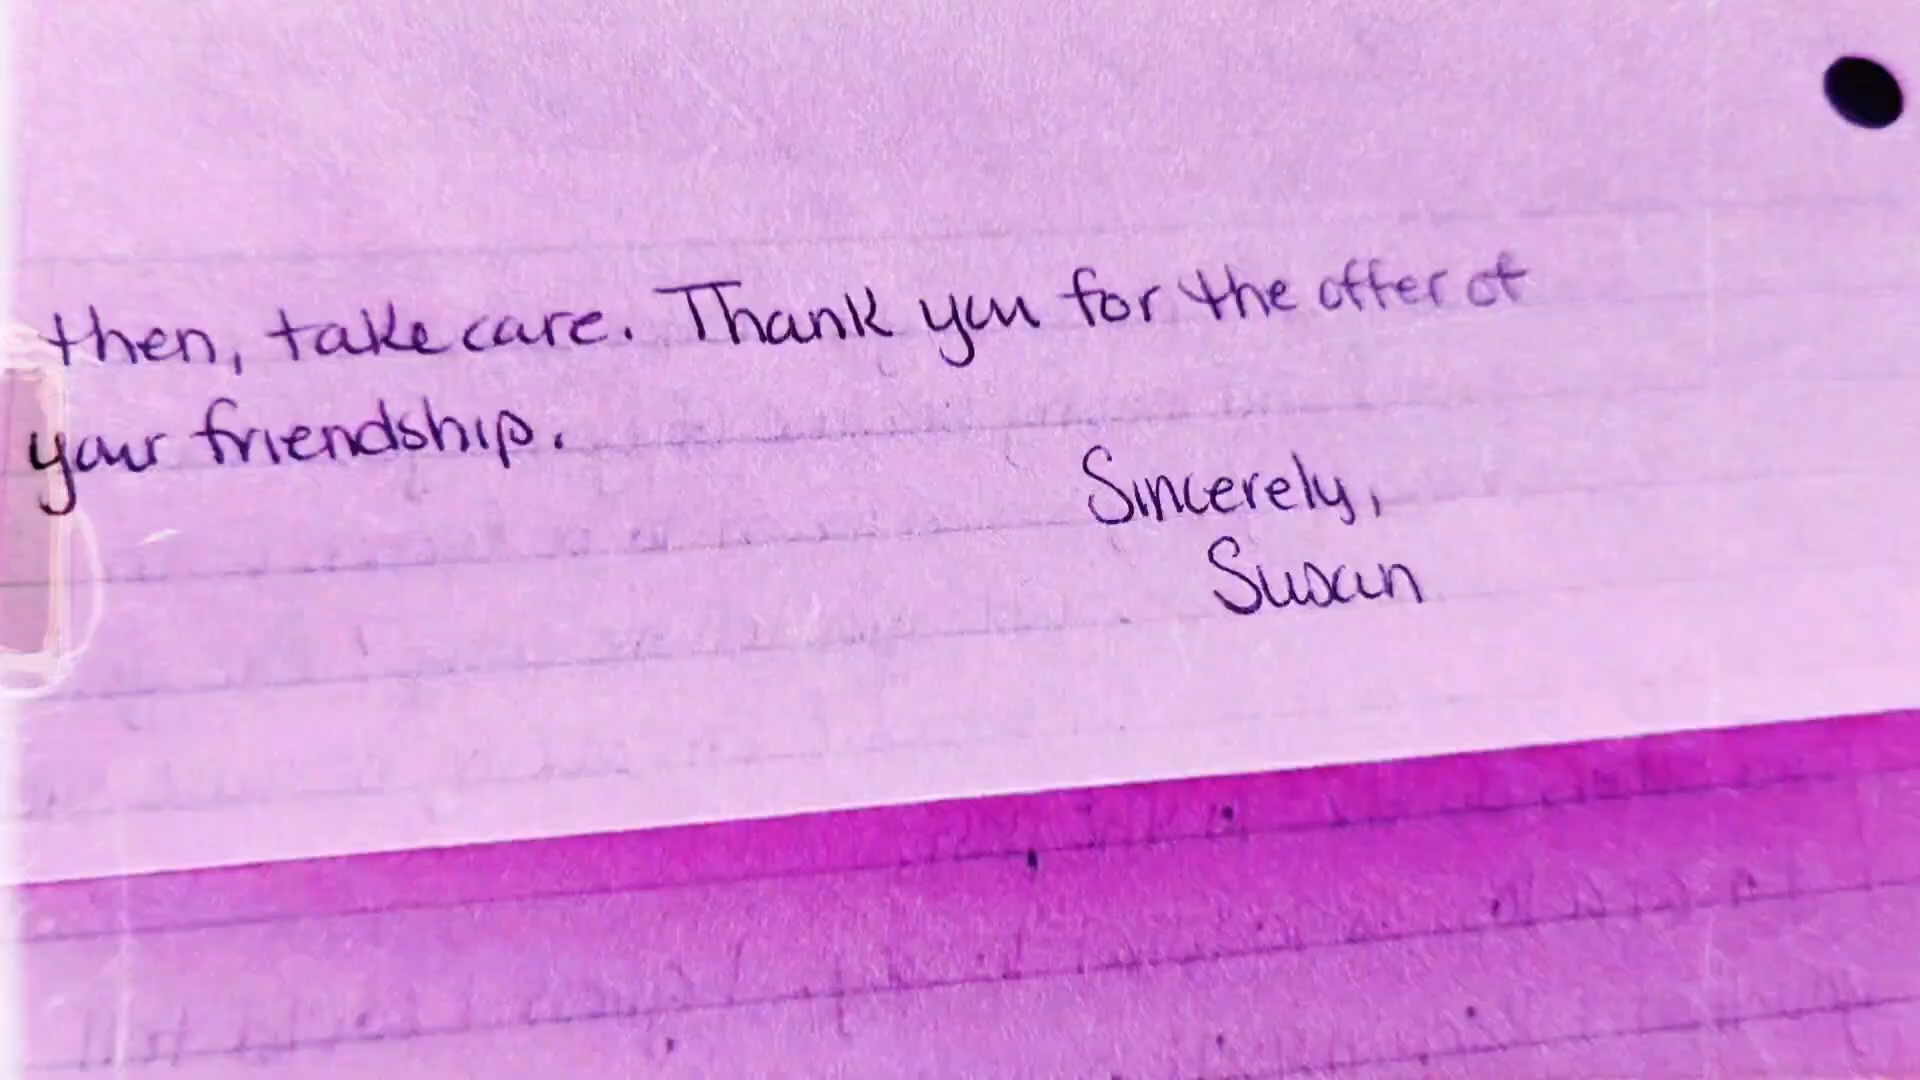 then, take care. Thank you for the offer of
your friendship.
Sincerely,
Susan